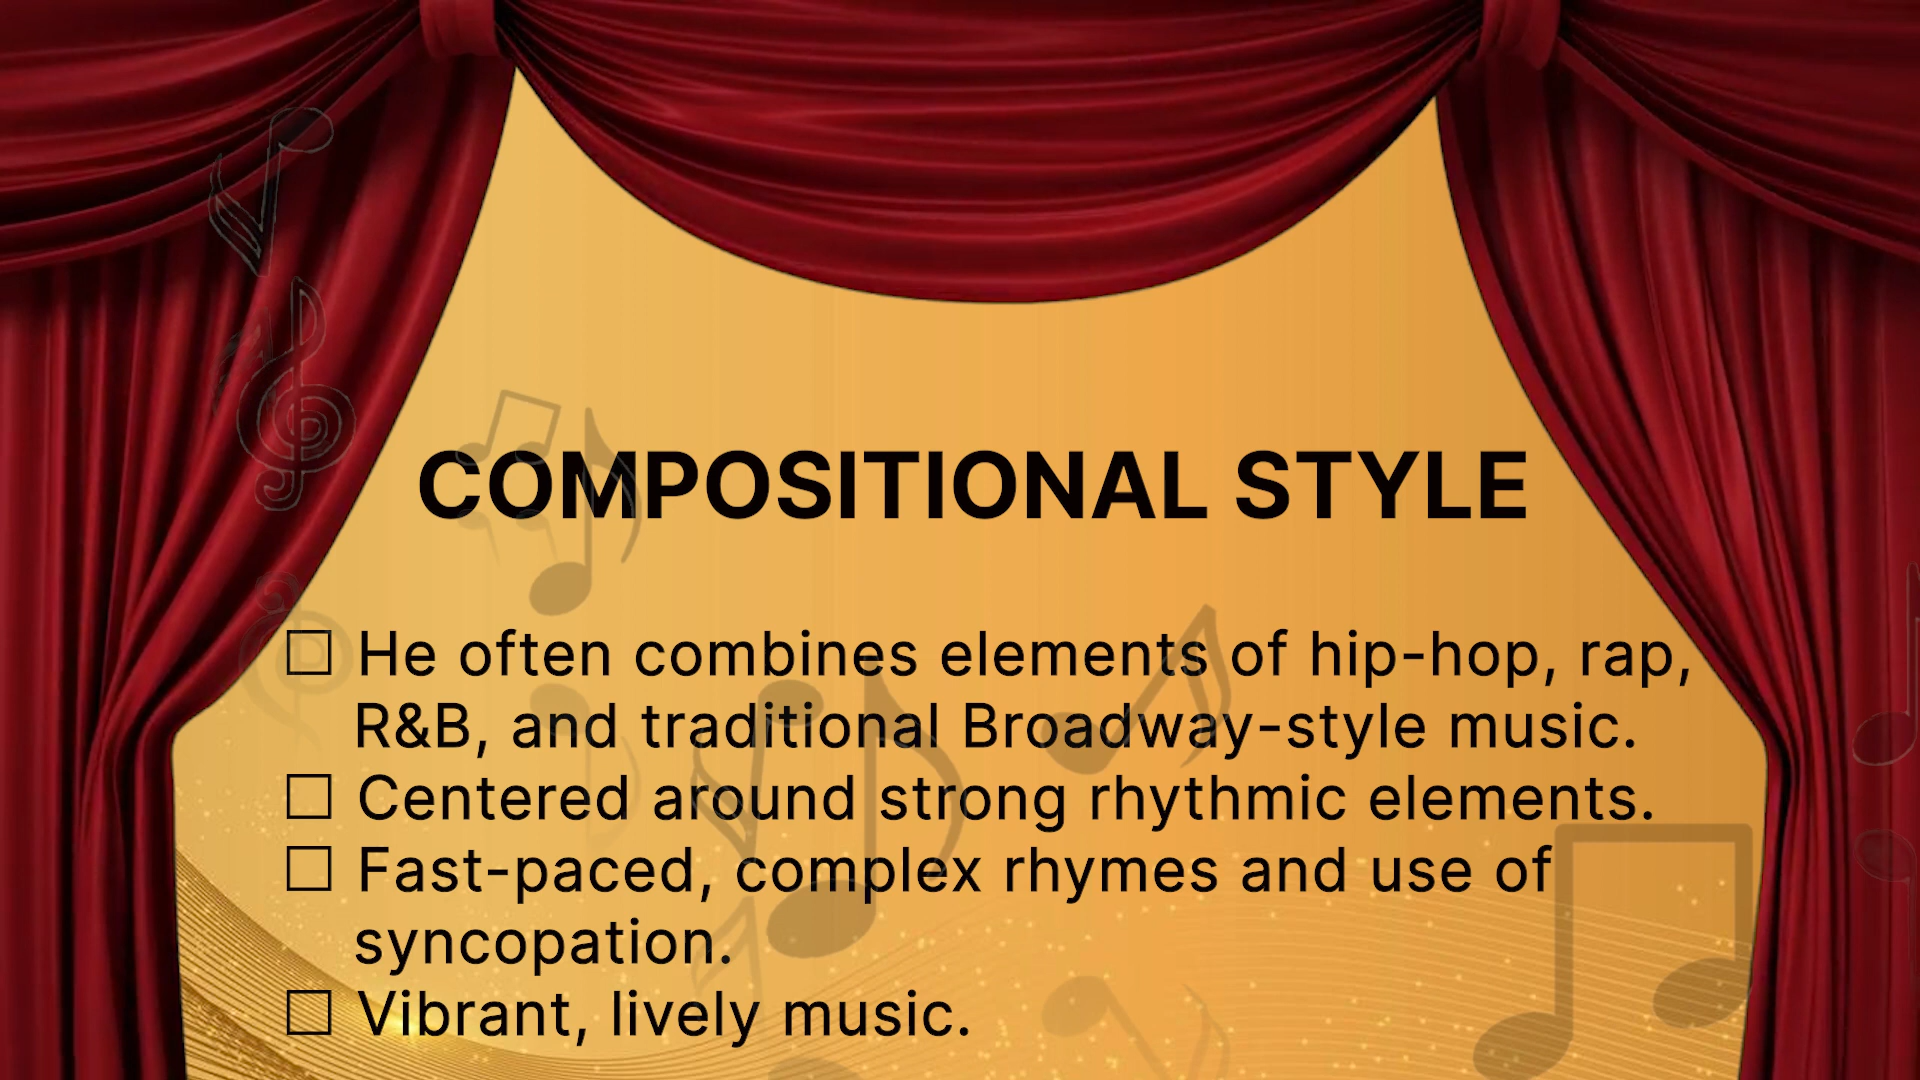 COMPOSITIONAL STYLE
☐ He often combines elements of hip-hop, rap,
R&B, and traditional Broadway-style music.
☐ Centered around strong rhythmic elements.
☐ Fast-paced, complex rhymes and use of
syncopation.
☐ Vibrant, lively music.